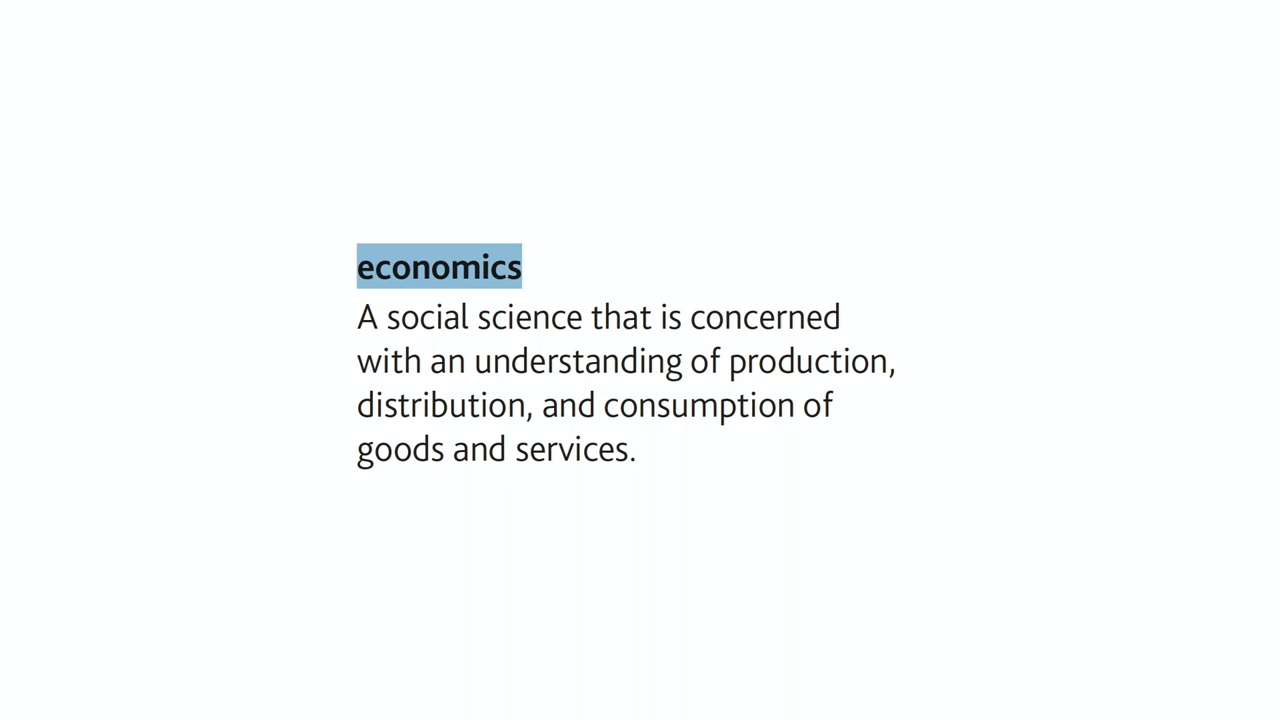 economics
A social science that is concerned
with an understanding of production,
distribution, and consumption of
goods and services.